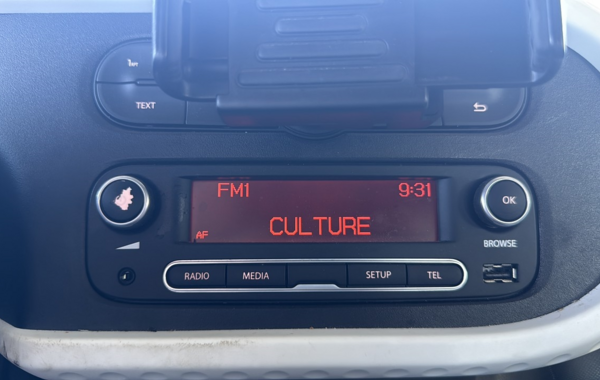 TEXT
FM1 9:31
CULTURE
AF
OK
BROWSE
RADIO MEDIA SETUP TEL